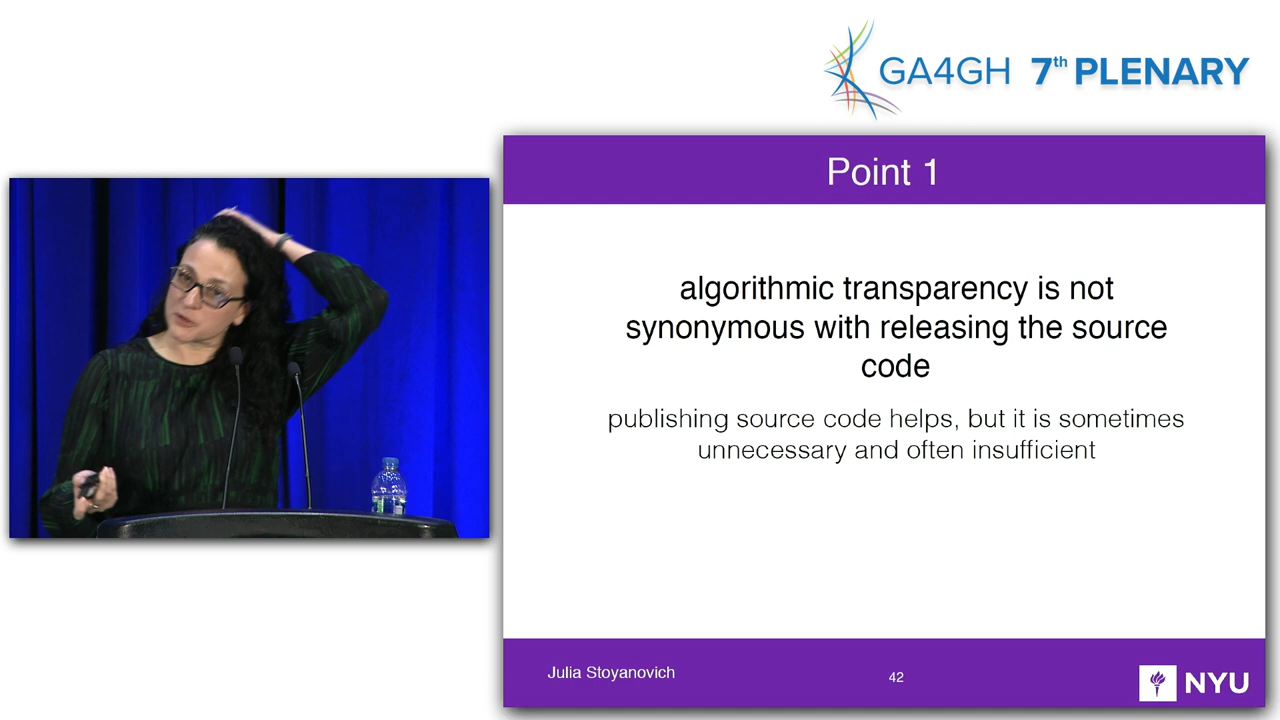 GA4GH 7th PLENARY
Point 1
algorithmic transparency is not
synonymous with releasing the source
code
publishing source code helps, but it is sometimes
unnecessary and often insufficient
Julia Stoyanovich
42
NYU